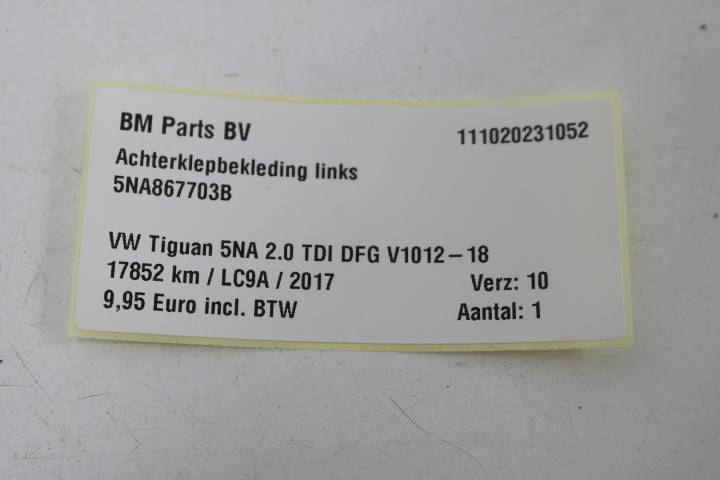 BM Parts BV
111020231052
Achterklepbekleding links
5NA867703B
VW Tiguan 5NA 2.0 TDI DFG V1012-18
17852 km / LC9A / 2017
Verz: 10
9,95 Euro incl. BTW
Aantal: 1